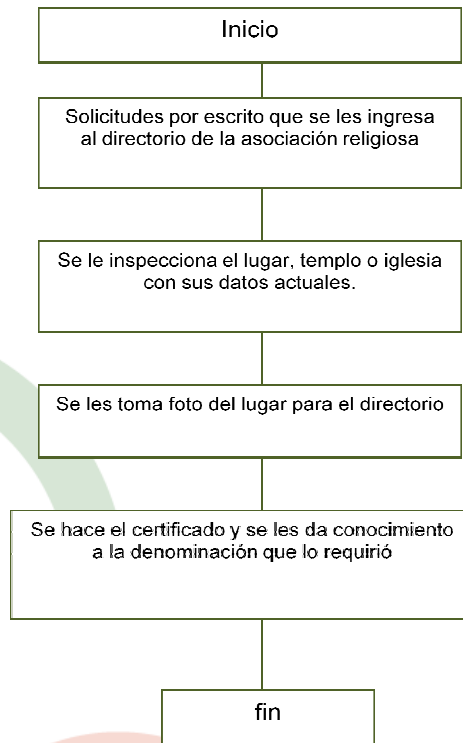 Inicio
Solicitudes por escrito que se les ingresa
al directorio de la asociación religiosa
Se le inspecciona el lugar, templo o iglesia
con sus datos actuales.
Se les toma foto del lugar para el directorio
Se hace el certificado y se les da conocimiento
a la denominación que lo requirió
fin